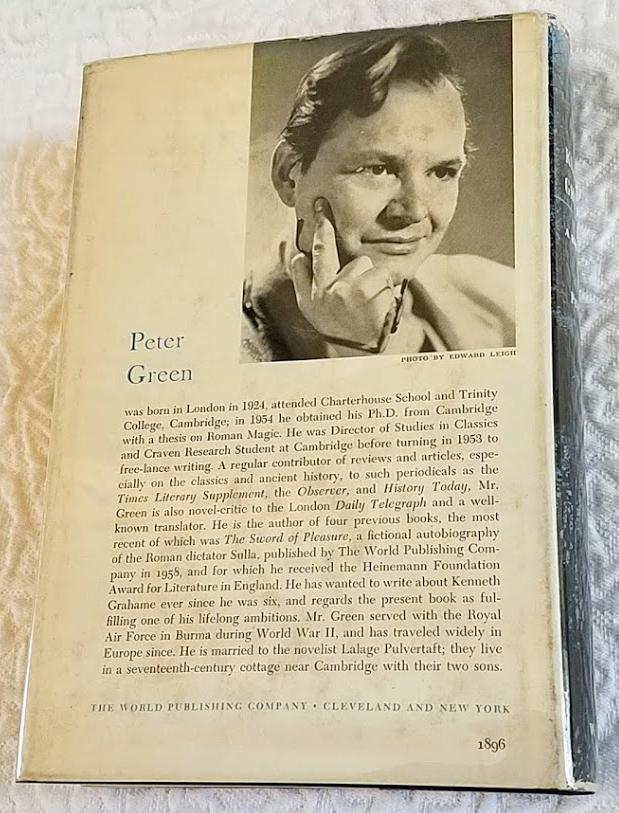 PHOTO BY EDWARD LEIGH
Peter
Green
was born in London in 1924, attended Charterhouse School and Trinity
College, Cambridge; in 1954 he obtained his Ph.D. from Cambridge
with a thesis on Roman Magic. He was Director of Studies in Classics
and Craven Research Student at Cambridge before turning in 1953 to
free-lance writing. A regular contributor of reviews and articles, espe-
cially on the classics and ancient history, to such periodicals as the
Times Literary Supplement, the Observer, and History Today, Mr.
Green is also novel-critic to the London Daily Telegraph and a well-
known translator. He is the author of four previous books, the most
recent of which was The Sword of Pleasure, a fictional autobiography
of the Roman dictator Sulla, published by The World Publishing Com-
pany in 1958, and for which he received the Heinemann Foundation
Award for Literature in England. He has wanted to write about Kenneth
Grahame ever since he was six, and regards the present book as ful-
filling one of his lifelong ambitions. Mr. Green served with the Royal
Air Force in Burma during World War II, and has traveled widely in
Europe since. He is married to the novelist Lalage Pulvertaft; they live
in a seventeenth-century cottage near Cambridge with their two sons.
THE WORLD PUBLISHING COMPANY • CLEVELAND AND NEW YORK
1896